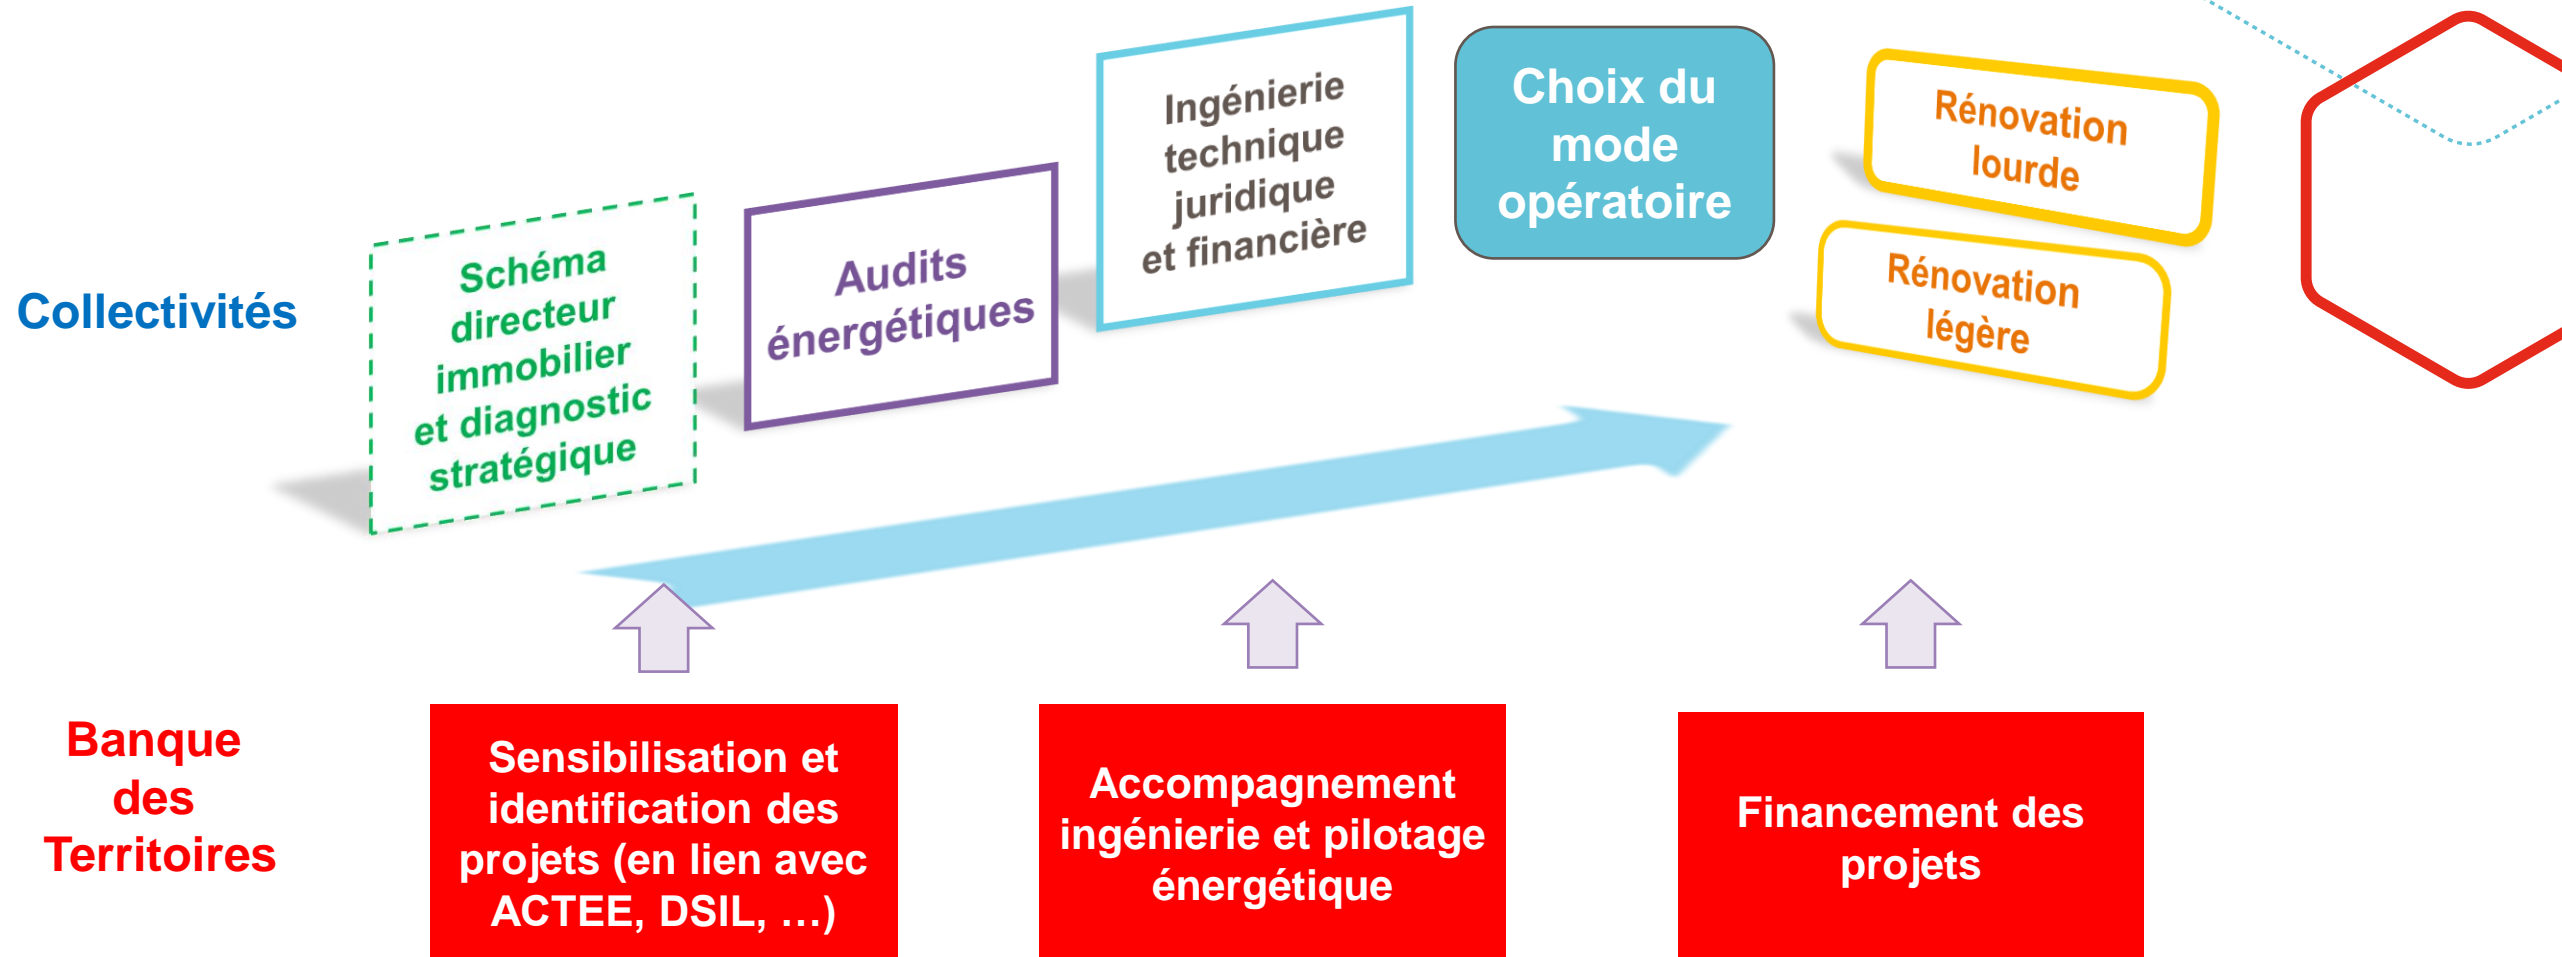 Collectivités
Schéma
directeur
immobilier
et diagnostic
stratégique
Audits
énergétiques
Ingénierie
technique
juridique
et financière
Choix du
mode
opératoire
Rénovation
lourde
Rénovation
légère
Banque
des
Territoires
Sensibilisation et
identification des
projets (en lien avec
ACTEE, DSIL, …)
Accompagnement
ingénierie et pilotage
énergétique
Financement des
projets